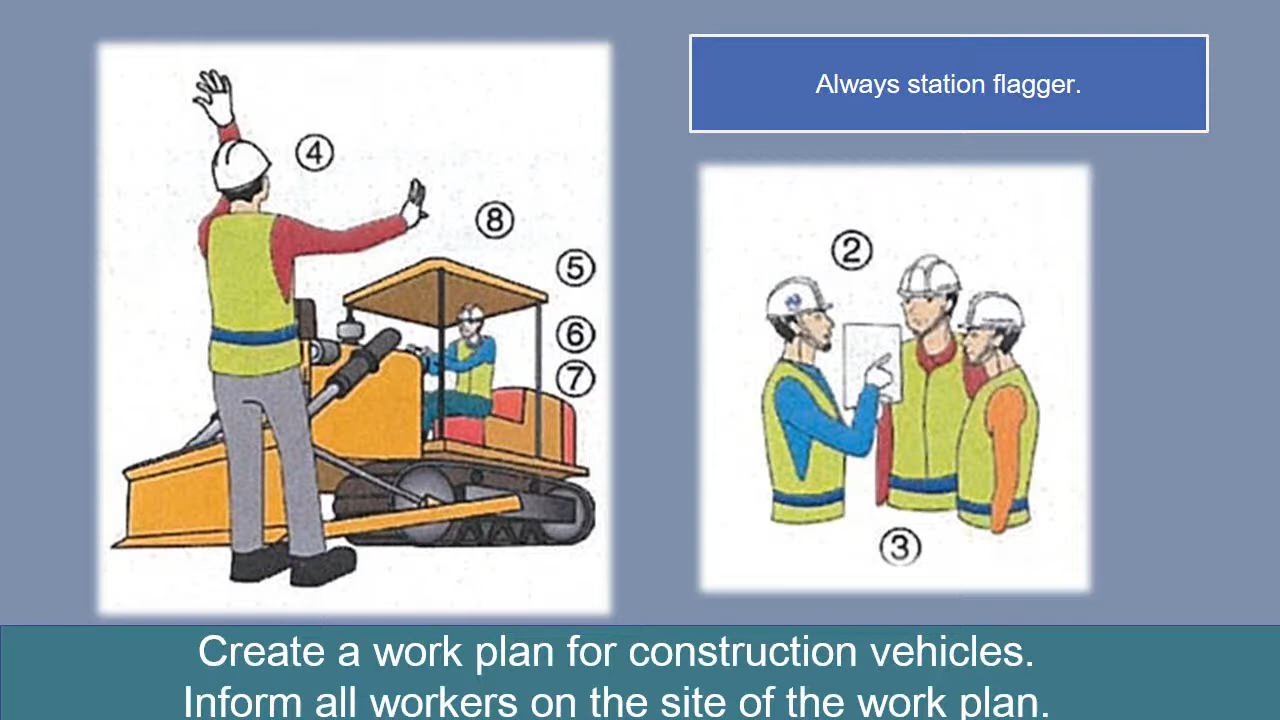 Always station flagger.
④
⑧
⑤
⑥
⑦
②
③
Create a work plan for construction vehicles.
Inform all workers on the site of the work plan.